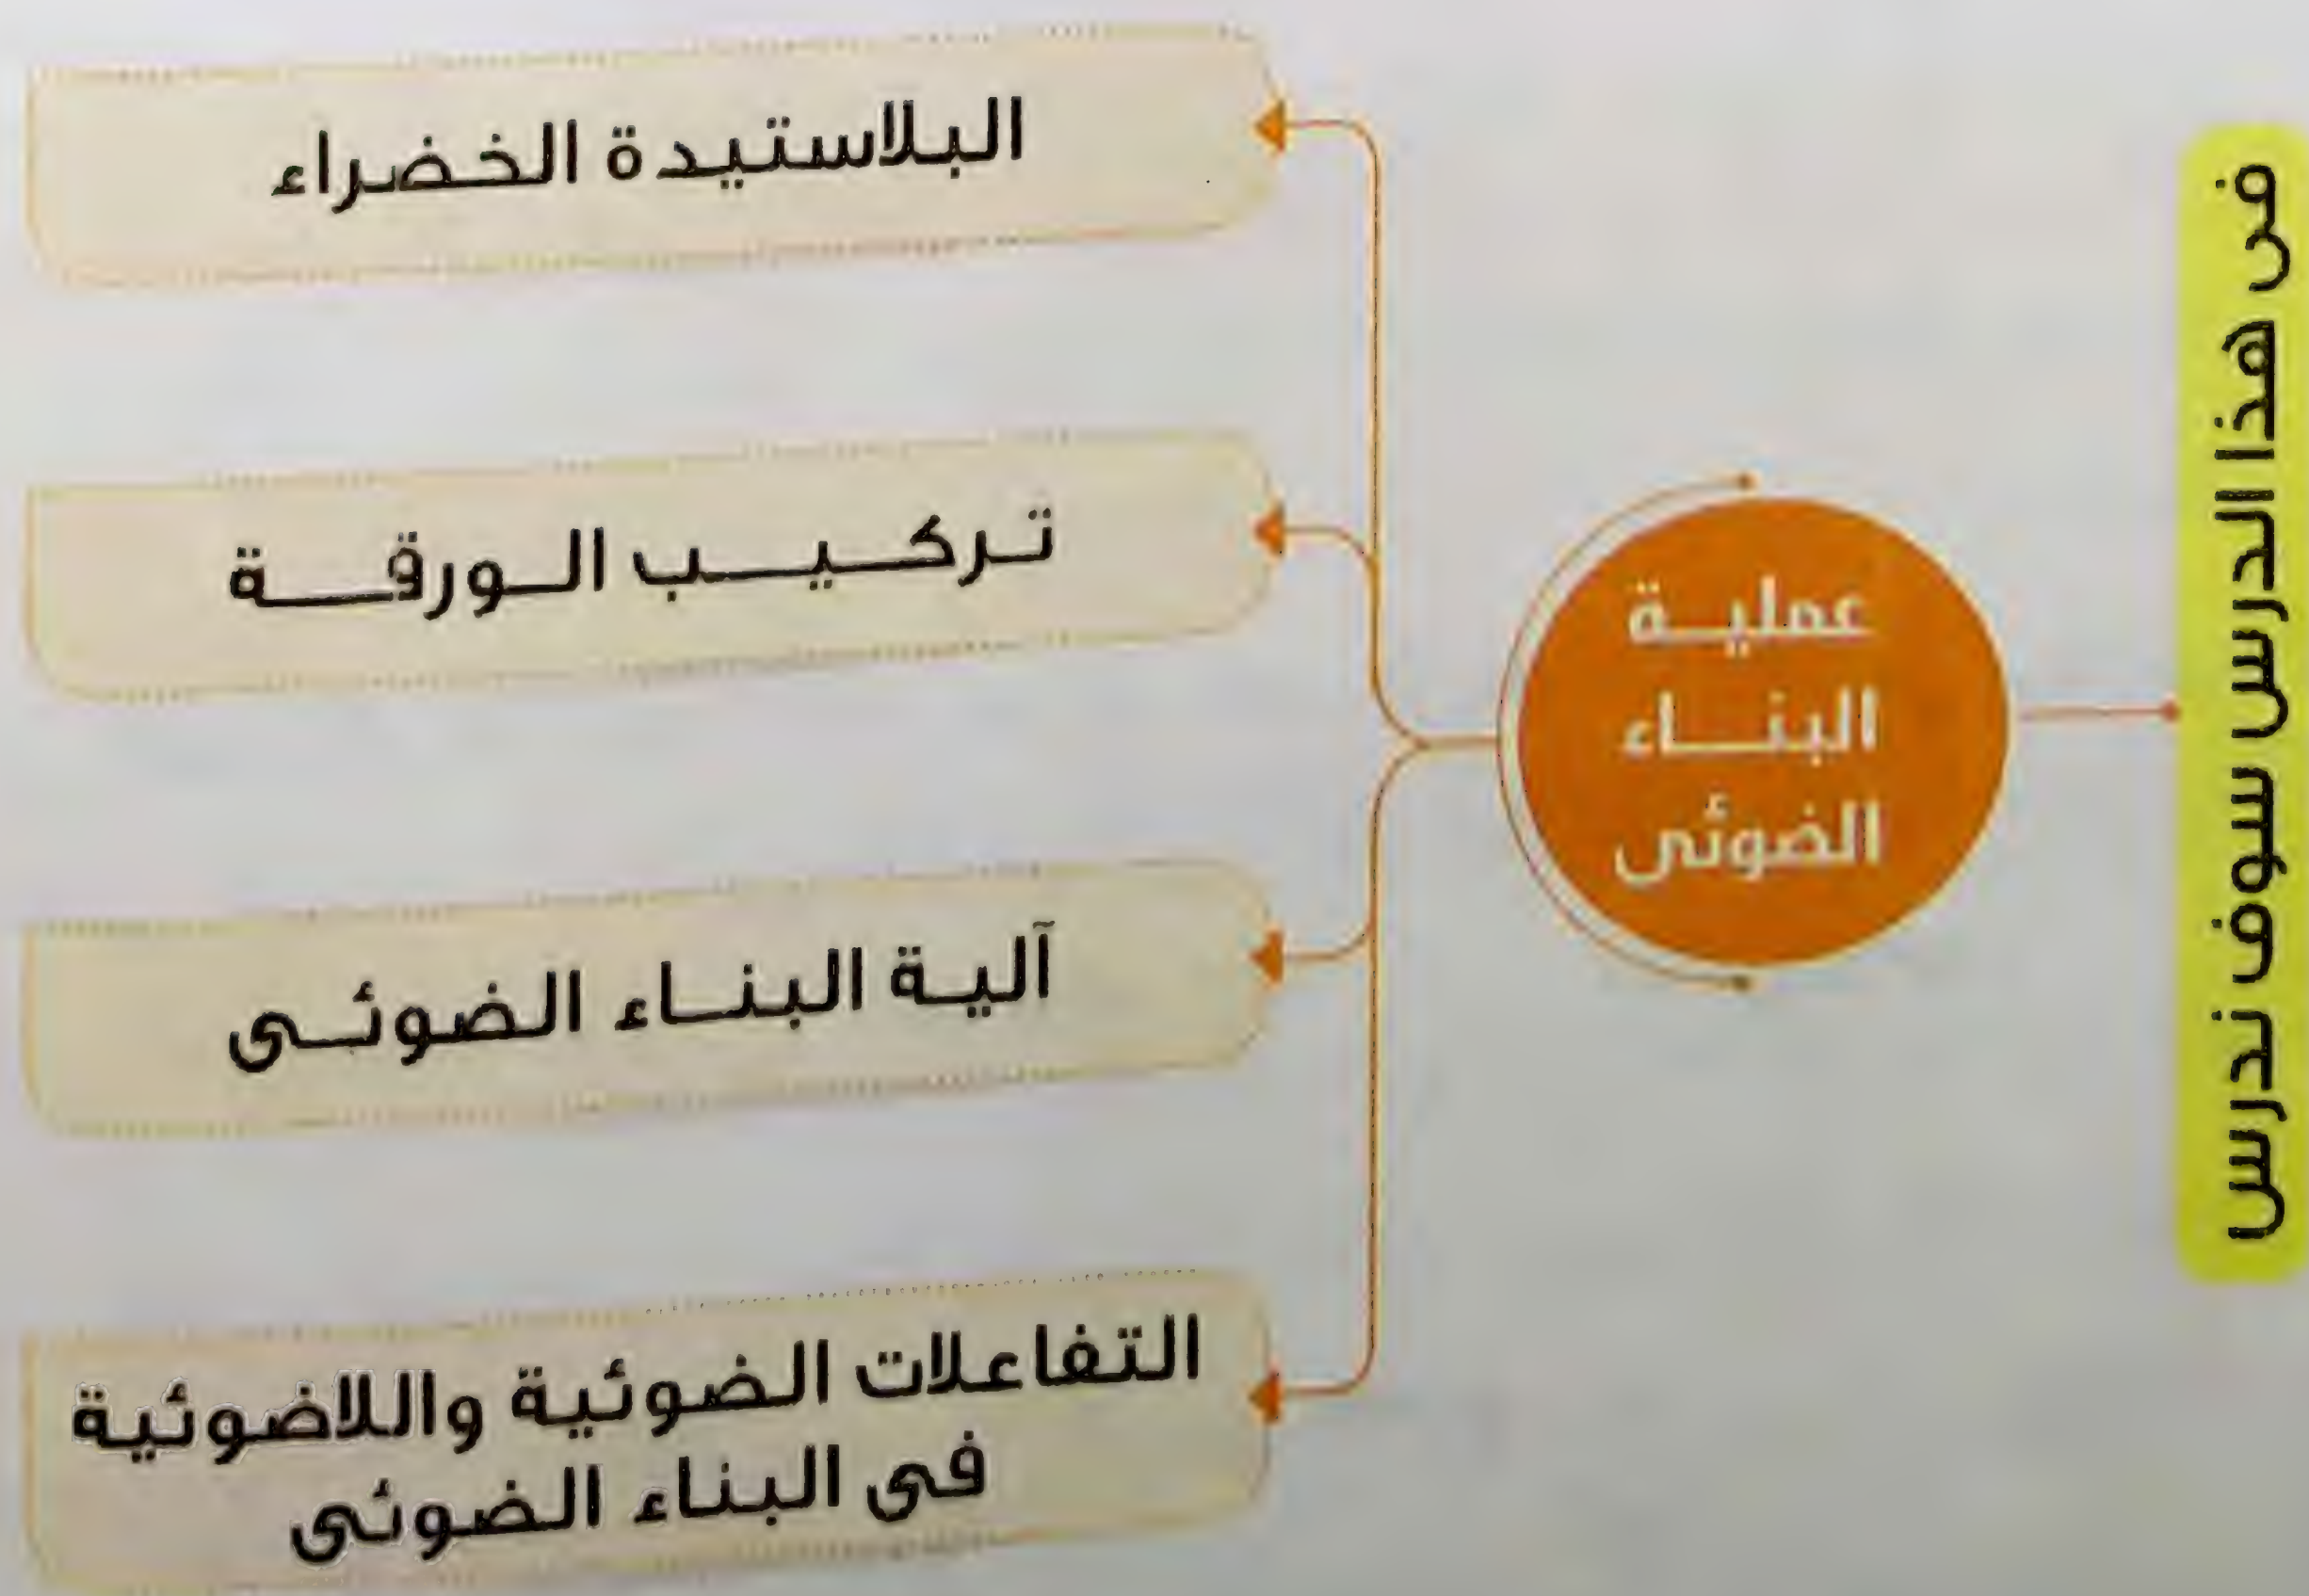 فى هذا الدرس سوف ندرس
عملية
البناء
الضوئى
البلاستيدة الخضراء
تركيب الورقة
آلية البناء الضوئى
التفاعلات الضوئية واللاضوئية
فى البناء الضوئى